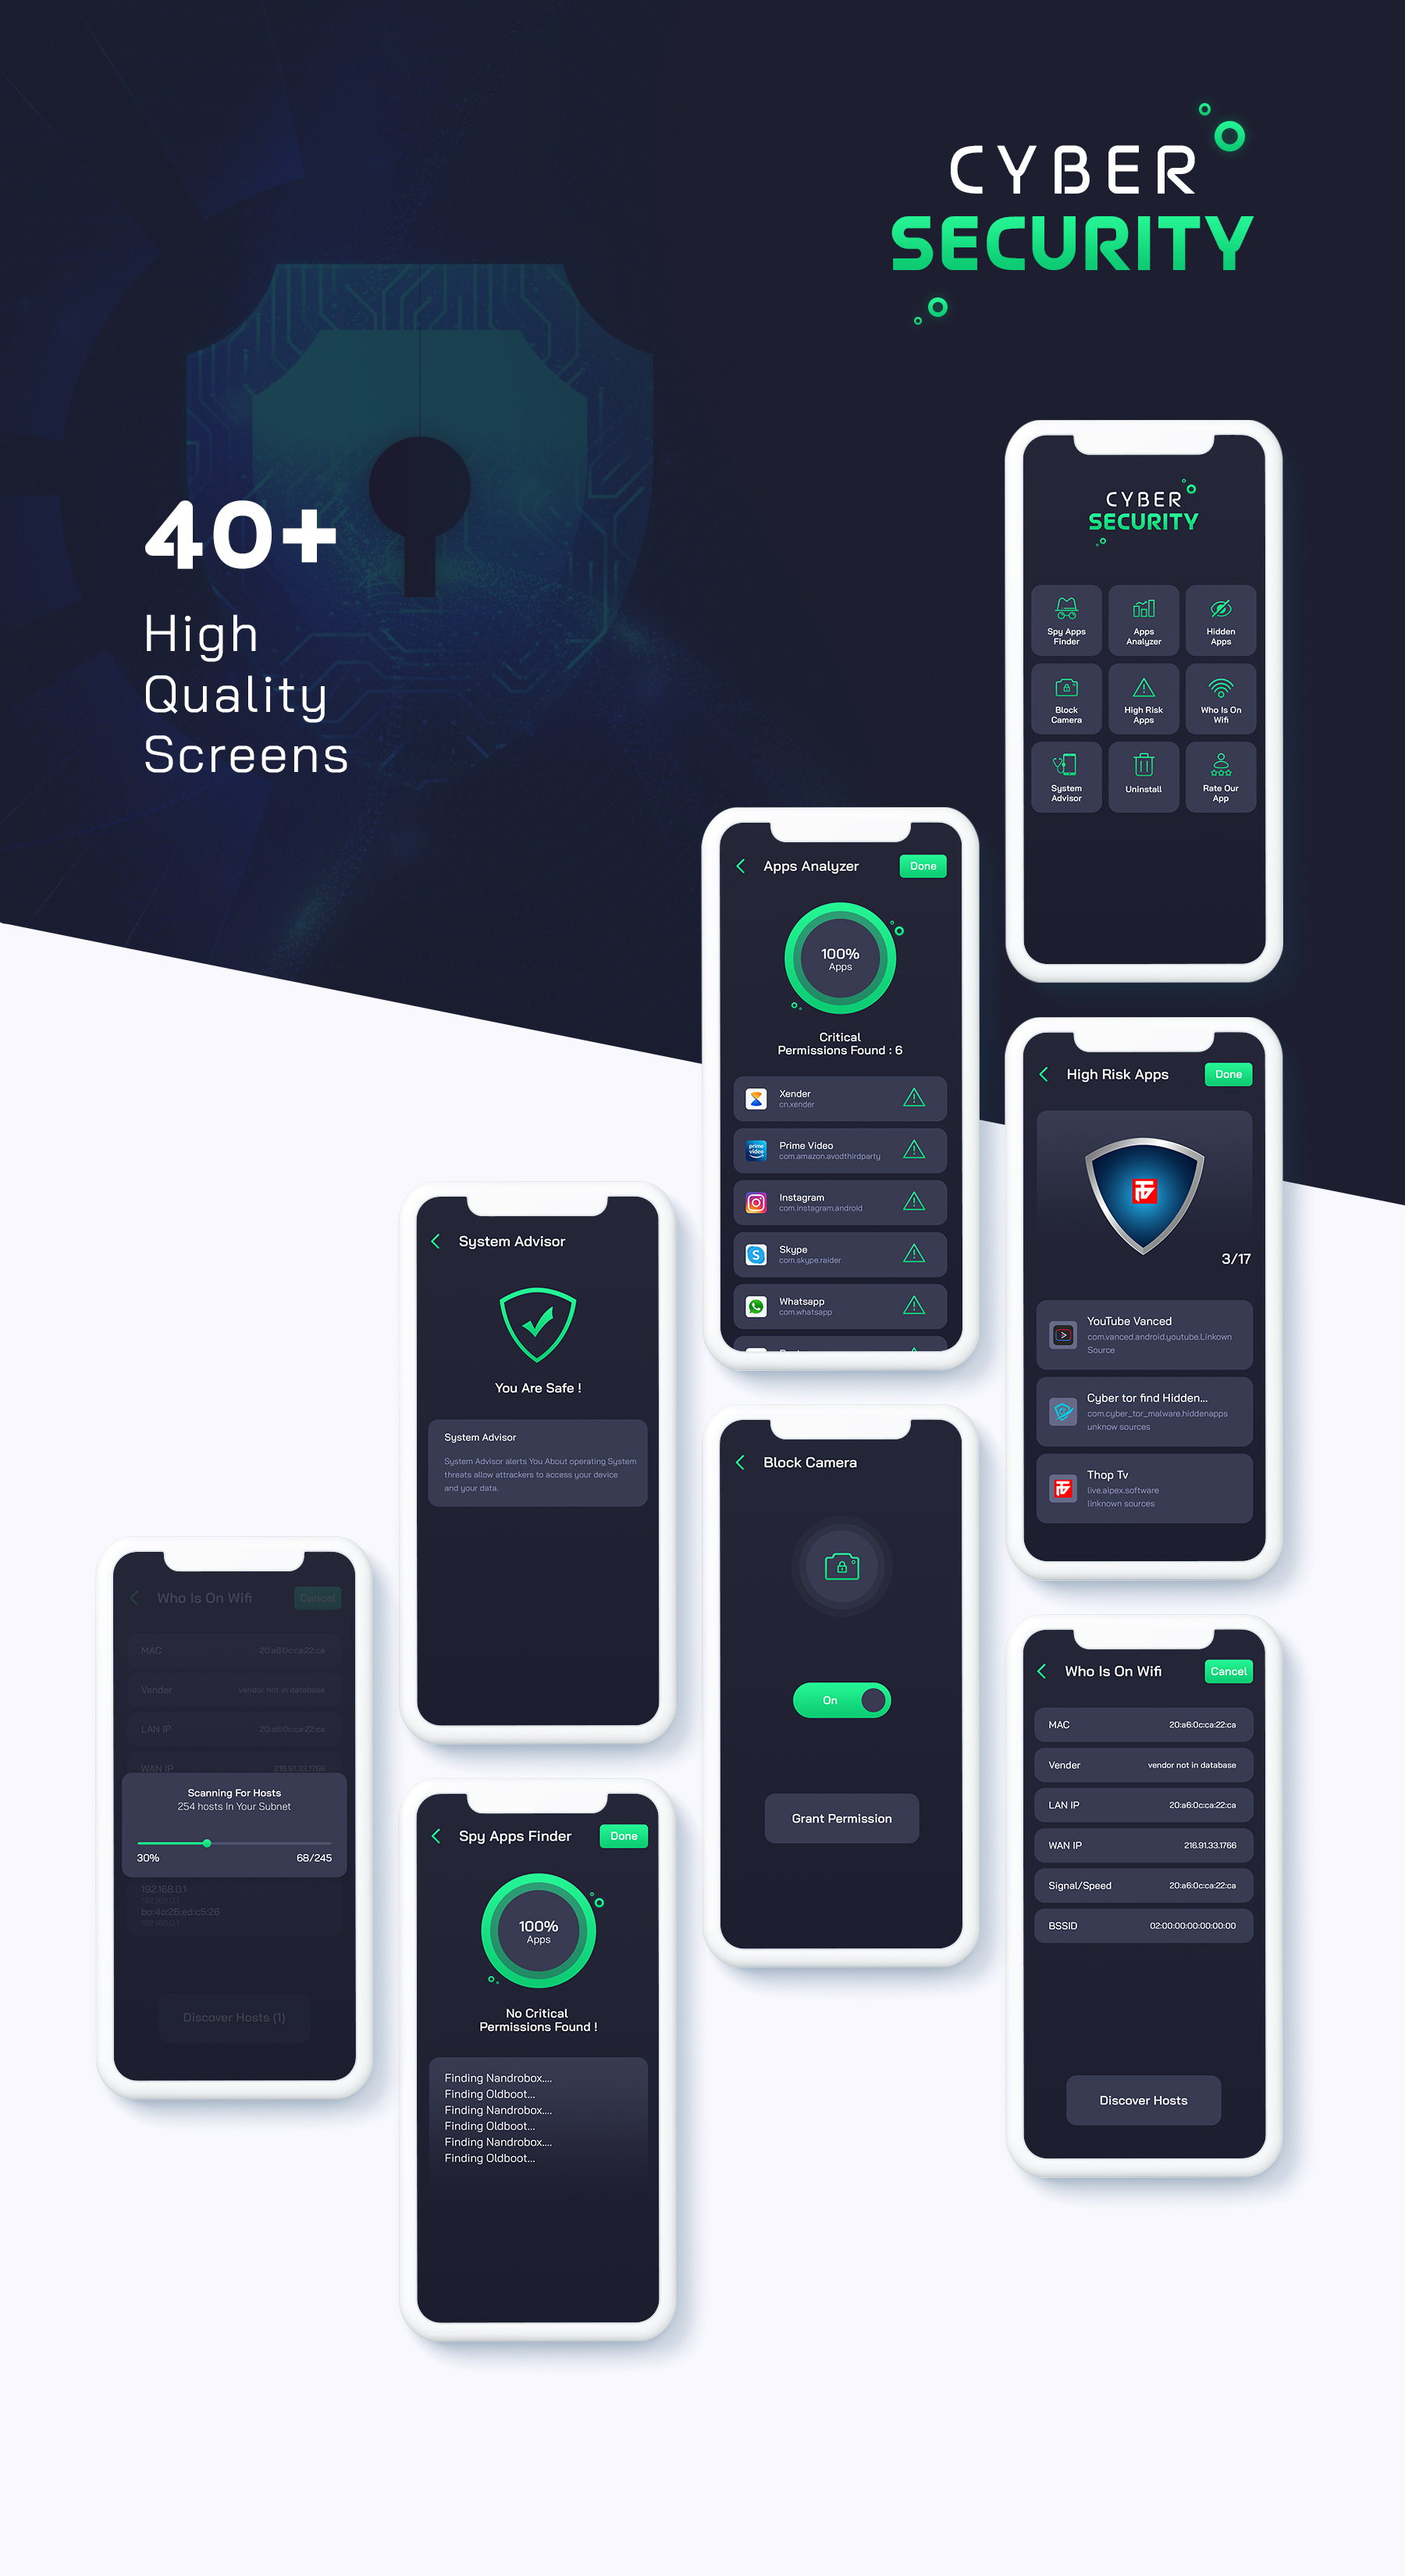 CYBER
SECURITY
40+
High
Quality
Screens
CYBER
SECURITY
Spy Apps
Finder
Apps
Analyzer
Hidden
Apps
Block
Camera
High Risk
Apps
Who Is On
Wifi
System
Advisor
Uninstall
Rate Our
App
Apps Analyzer
Done
100%
Apps
Critical
Permissions Found : 6
Xender
cn.xender
Prime Video
com.amazon.avodthirdparty
Instagram
com.instagram.android
Skype
com.skype.raider
Whatsapp
com.whatsapp
High Risk Apps
Done
3/17
YouTube Vanced
com.vanced.android.youtube.Linkown
Source
Cyber tor find Hidden...
com.cyber_tor_malware.hiddenapps
unknow sources
Thop Tv
live.aipex.software
linknown sources
System Advisor
You Are Safe !
System Advisor
System Advisor alerts You About operating System
threats allow attrackers to access your device
and your data.
Block Camera
On
Grant Permission
Who Is On Wifi
Cancel
MAC
20:a6:0c:ca:22:ca
Vender
vendor not in database
LAN IP
20:a6:0c:ca:22:ca
WAN IP
216.91.33.1766
Scanning For Hosts
254 hosts In Your Subnet
30%
68/245
192.168.0.1
192.168.0.1
bo:4o:26:ed:c5:26
192.168.0.1
Discover Hosts (1)
Spy Apps Finder
Done
100%
Apps
No Critical
Permissions Found !
Finding Nandrobox....
Finding Oldboot...
Finding Nandrobox....
Finding Oldboot...
Finding Nandrobox....
Finding Oldboot...
Who Is On Wifi
Cancel
MAC
20:a6:0c:ca:22:ca
Vender
vendor not in database
LAN IP
20:a6:0c:ca:22:ca
WAN IP
216.91.33.1766
Signal/Speed
20:a6:0c:ca:22:ca
BSSID
02:00:00:00:00:00:00
Discover Hosts